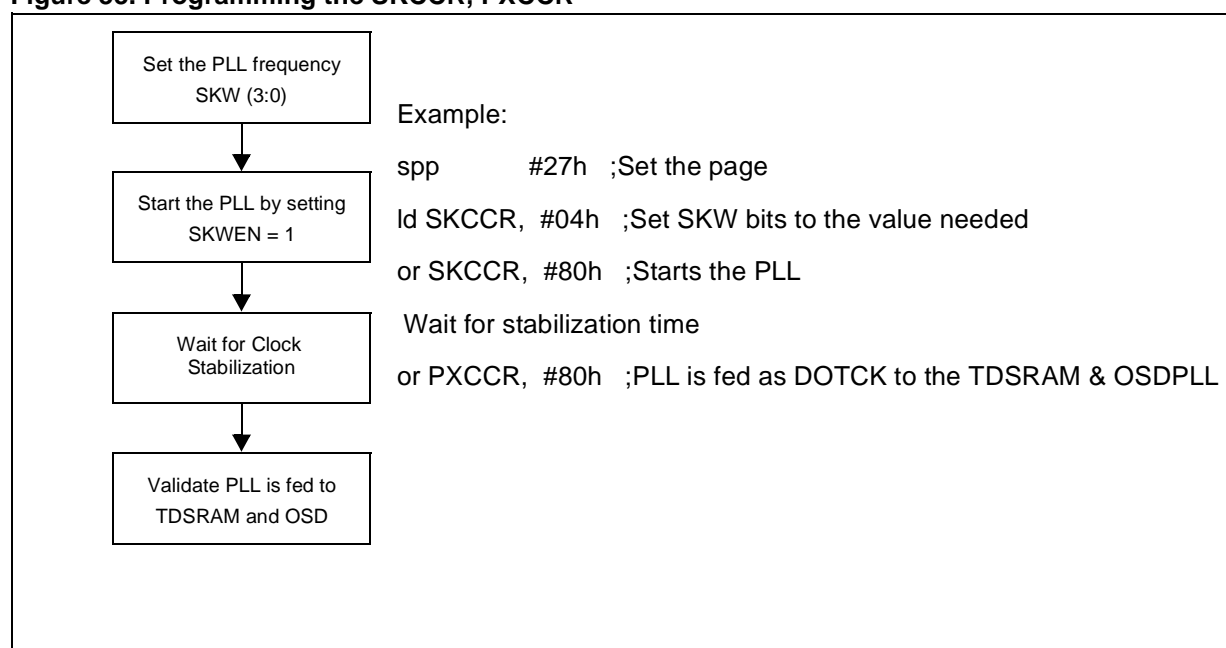 Set the PLL frequency
SKW (3:0)
Start the PLL by setting
SKWEN = 1
Wait for Clock
Stabilization
Validate PLL is fed to
TDSRAM and OSD
Example:
spp #27h ;Set the page
ld SKCCR, #04h ;Set SKW bits to the value needed
or SKCCR, #80h ;Starts the PLL
Wait for stabilization time
or PXCCR, #80h ;PLL is fed as DOTCK to the TDSRAM & OSDPLL